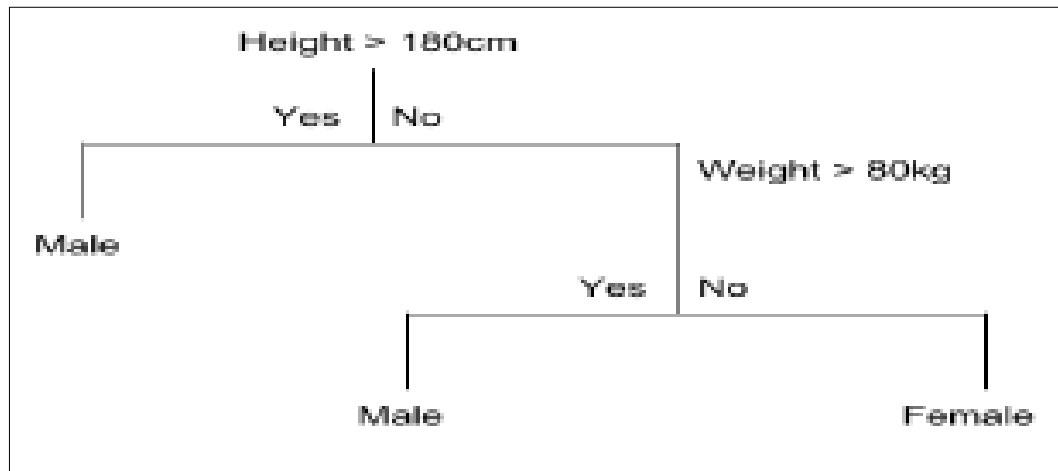 Height > 180cm
Yes No
Weight > 80kg
Male
Yes No
Male Female